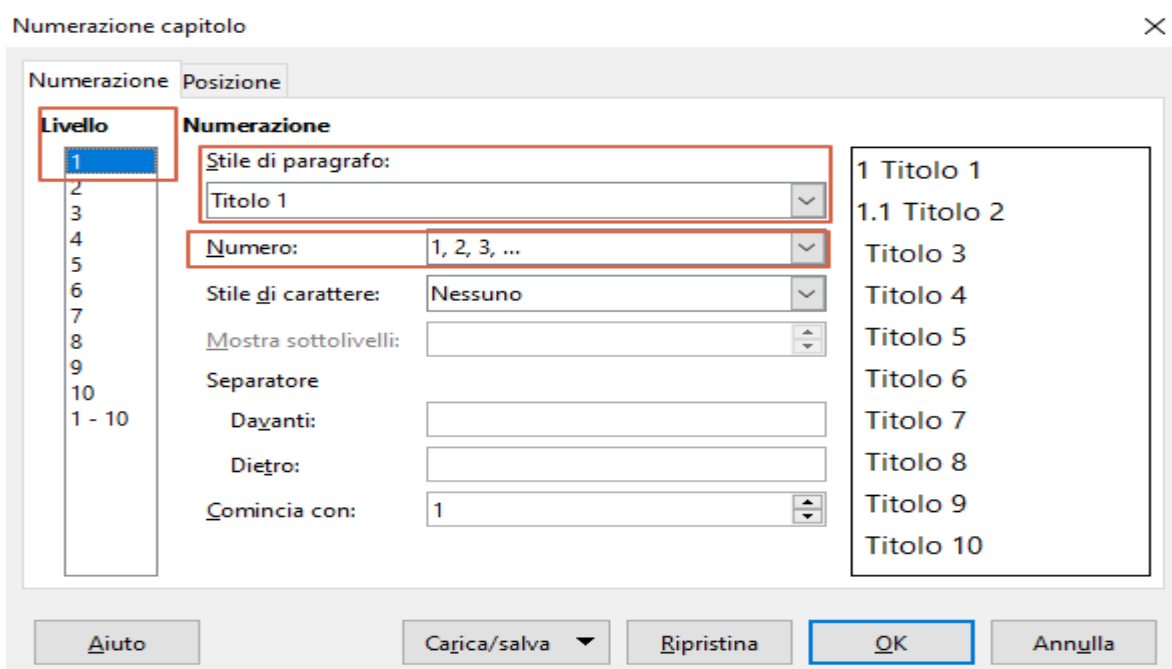 Numerazione capitolo
Numerazione Posizione
Livello
1
2
3
4
5
6
7
8
9
10
1 - 10
Numerazione
Stile di paragrafo:
Titolo 1
Numero: 1, 2, 3, ...
Stile di carattere: Nessuno
Mostra sottolivelli:
Separatore
Davanti:
Dietro:
Comincia con: 1
1 Titolo 1
1.1 Titolo 2
Titolo 3
Titolo 4
Titolo 5
Titolo 6
Titolo 7
Titolo 8
Titolo 9
Titolo 10
Aiuto Carica/salva Ripristina OK Annulla